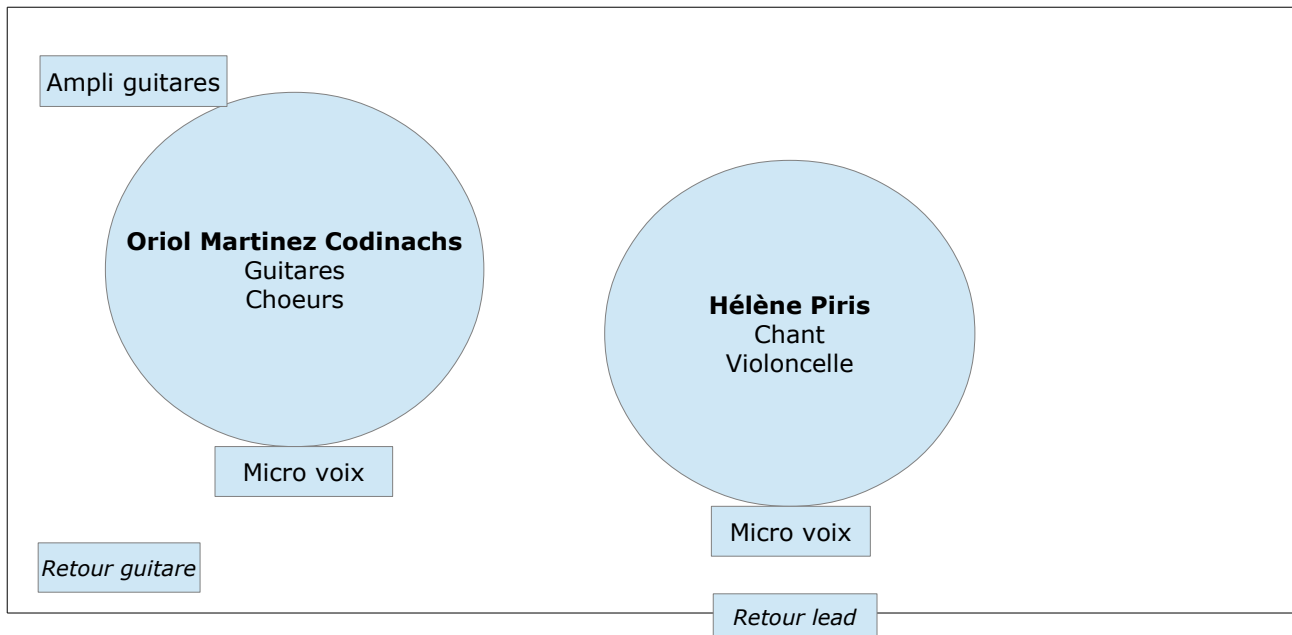 Ampli guitares
Oriol Martinez Codinachs
Guitares
Choeurs
Micro voix
Retour guitare
Hélène Piris
Chant
Violoncelle
Micro voix
Retour lead